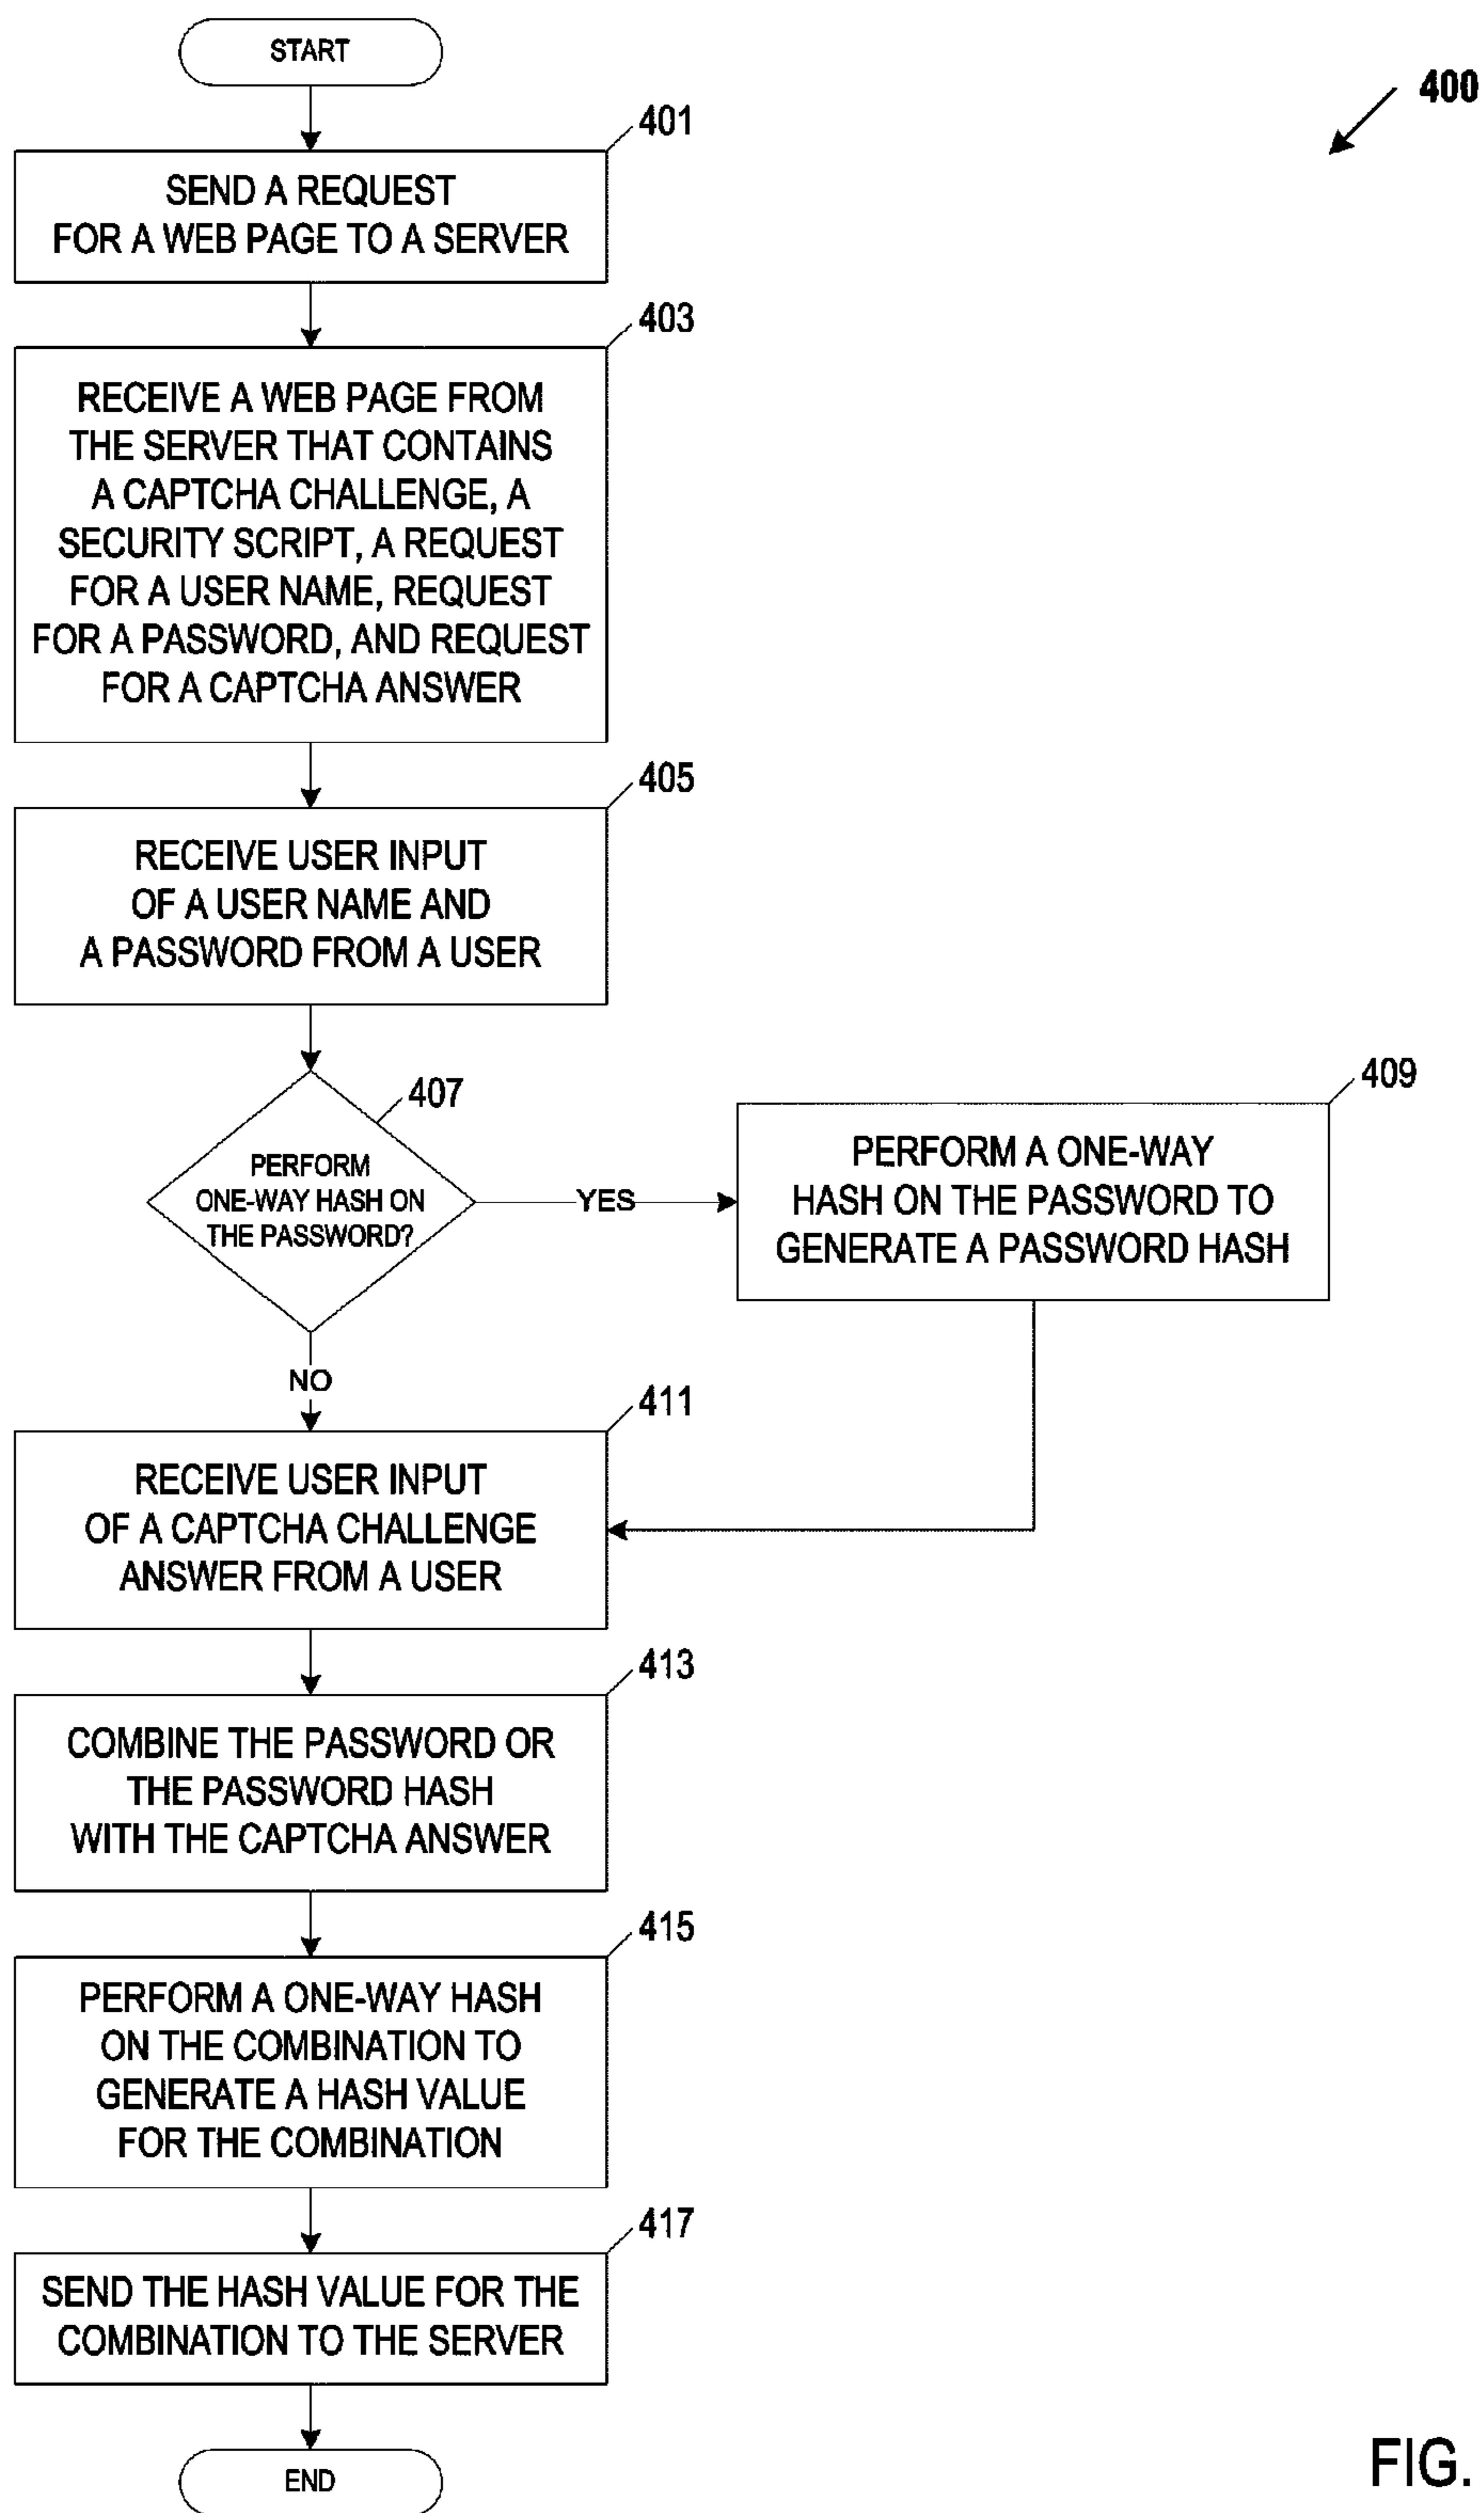 START
400
401
SEND A REQUEST
FOR A WEB PAGE TO A SERVER
403
RECEIVE A WEB PAGE FROM
THE SERVER THAT CONTAINS
A CAPTCHA CHALLENGE, A
SECURITY SCRIPT, A REQUEST
FOR A USER NAME, REQUEST
FOR A PASSWORD, AND REQUEST
FOR A CAPTCHA ANSWER
405
RECEIVE USER INPUT
OF A USER NAME AND
A PASSWORD FROM A USER
407
PERFORM
ONE-WAY HASH ON
THE PASSWORD?
YES
409
PERFORM A ONE-WAY
HASH ON THE PASSWORD TO
GENERATE A PASSWORD HASH
NO
411
RECEIVE USER INPUT
OF A CAPTCHA CHALLENGE
ANSWER FROM A USER
413
COMBINE THE PASSWORD OR
THE PASSWORD HASH
WITH THE CAPTCHA ANSWER
415
PERFORM A ONE-WAY HASH
ON THE COMBINATION TO
GENERATE A HASH VALUE
FOR THE COMBINATION
417
SEND THE HASH VALUE FOR THE
COMBINATION TO THE SERVER
END
FIG.